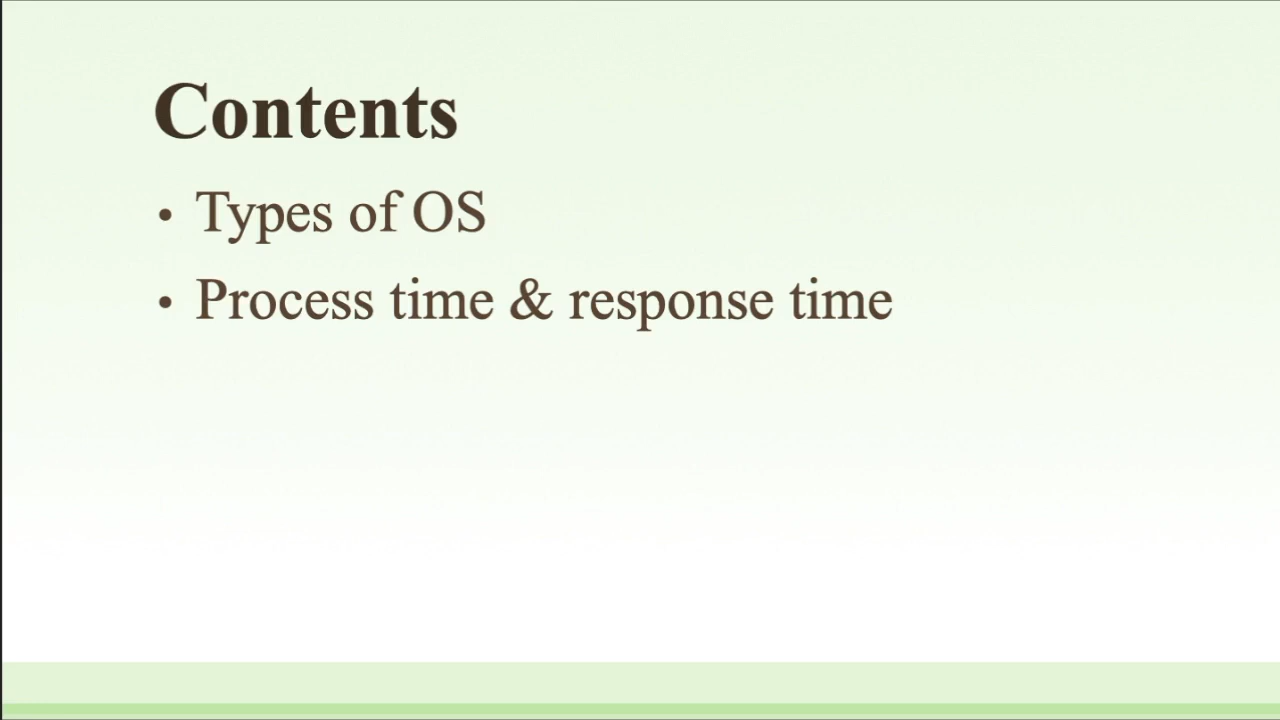 Contents
• Types of OS
• Process time & response time